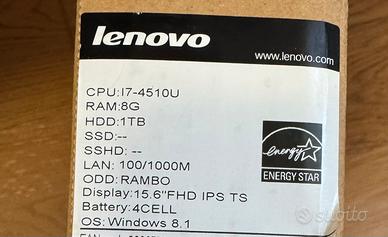 lenovo
www.lenovo.com
CPU:I7-4510U
RAM:8G
HDD:1TB
SSD:--
SSHD: --
LAN: 100/1000M
ODD: RAMBO
Display:15.6"FHD IPS TS
Battery:4CELL
OS: Windows 8.1
energy
ENERGY STAR
subito